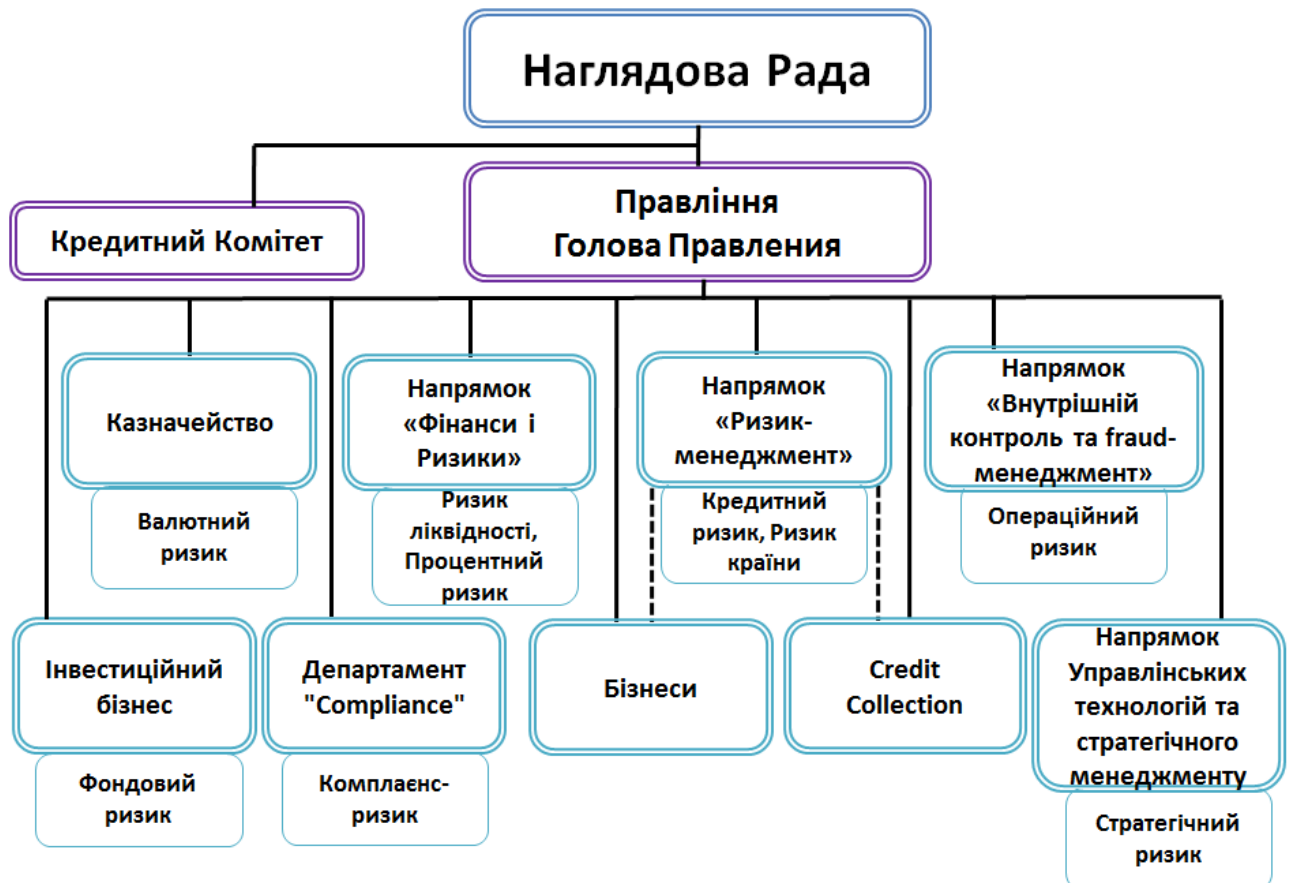 Наглядова Рада
Кредитний Комітет
Правління
Голова Правления
Казначейство
Валютний
ризик
Напрямок
«Фінанси і
Ризики»
Ризик
ліквідності,
Процентний
ризик
Напрямок
«Ризик-
менеджмент»
Кредитний
ризик, Ризик
країни
Напрямок
«Внутрішній
контроль та fraud-
менеджмент»
Операційний
ризик
Інвестиційний
бізнес
Фондовий
ризик
Департамент
"Compliance"
Комплаєнс-
ризик
Бізнеси
Credit
Collection
Напрямок
Управлінських
технологій та
стратегічного
менеджменту
Стратегічний
ризик